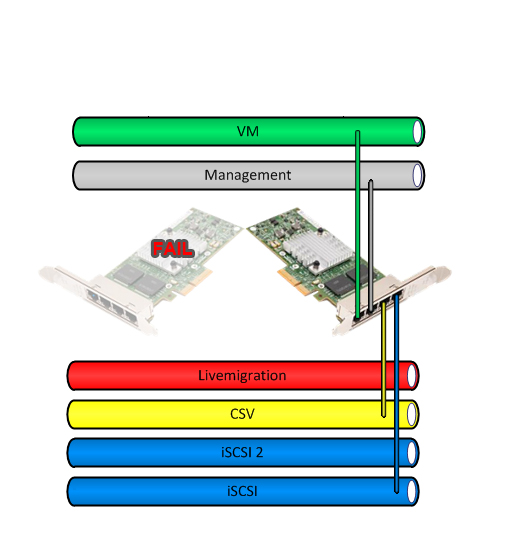 VM
Management
FAIL
Livemigration
CSV
iSCSI 2
iSCSI